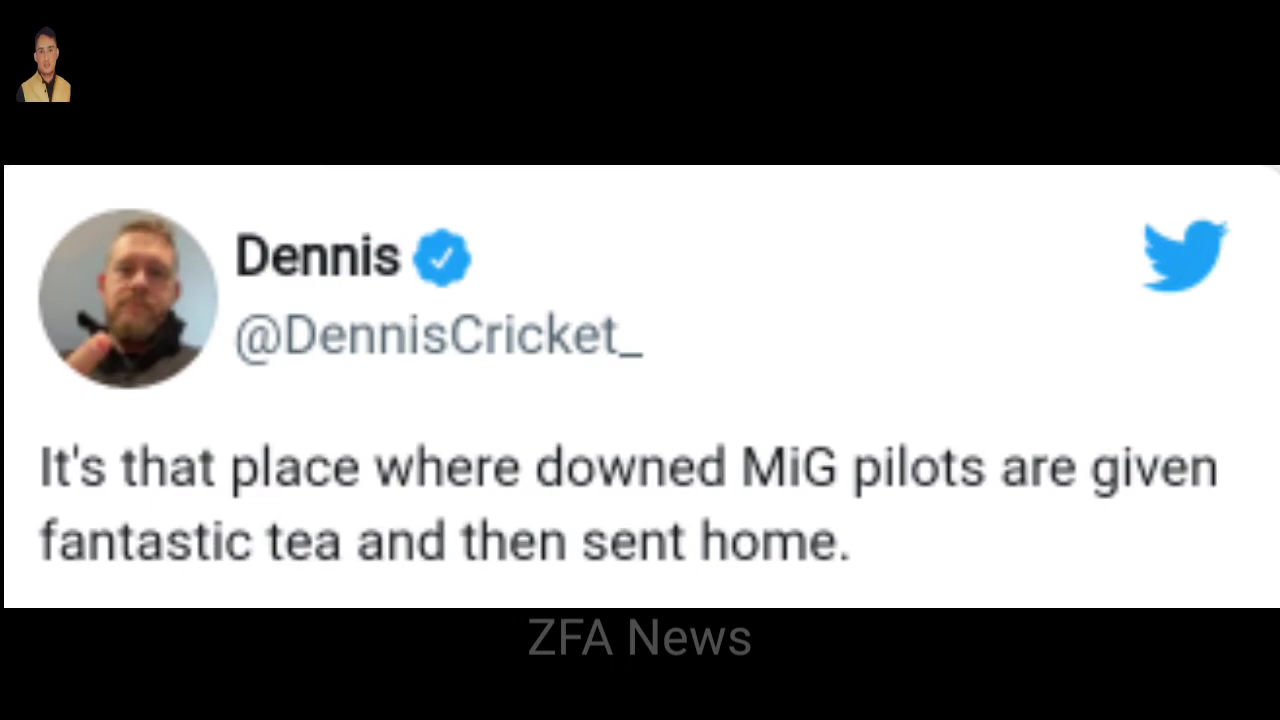 Dennis
@DennisCricket_
It's that place where downed MiG pilots are given
fantastic tea and then sent home.
ZFA News